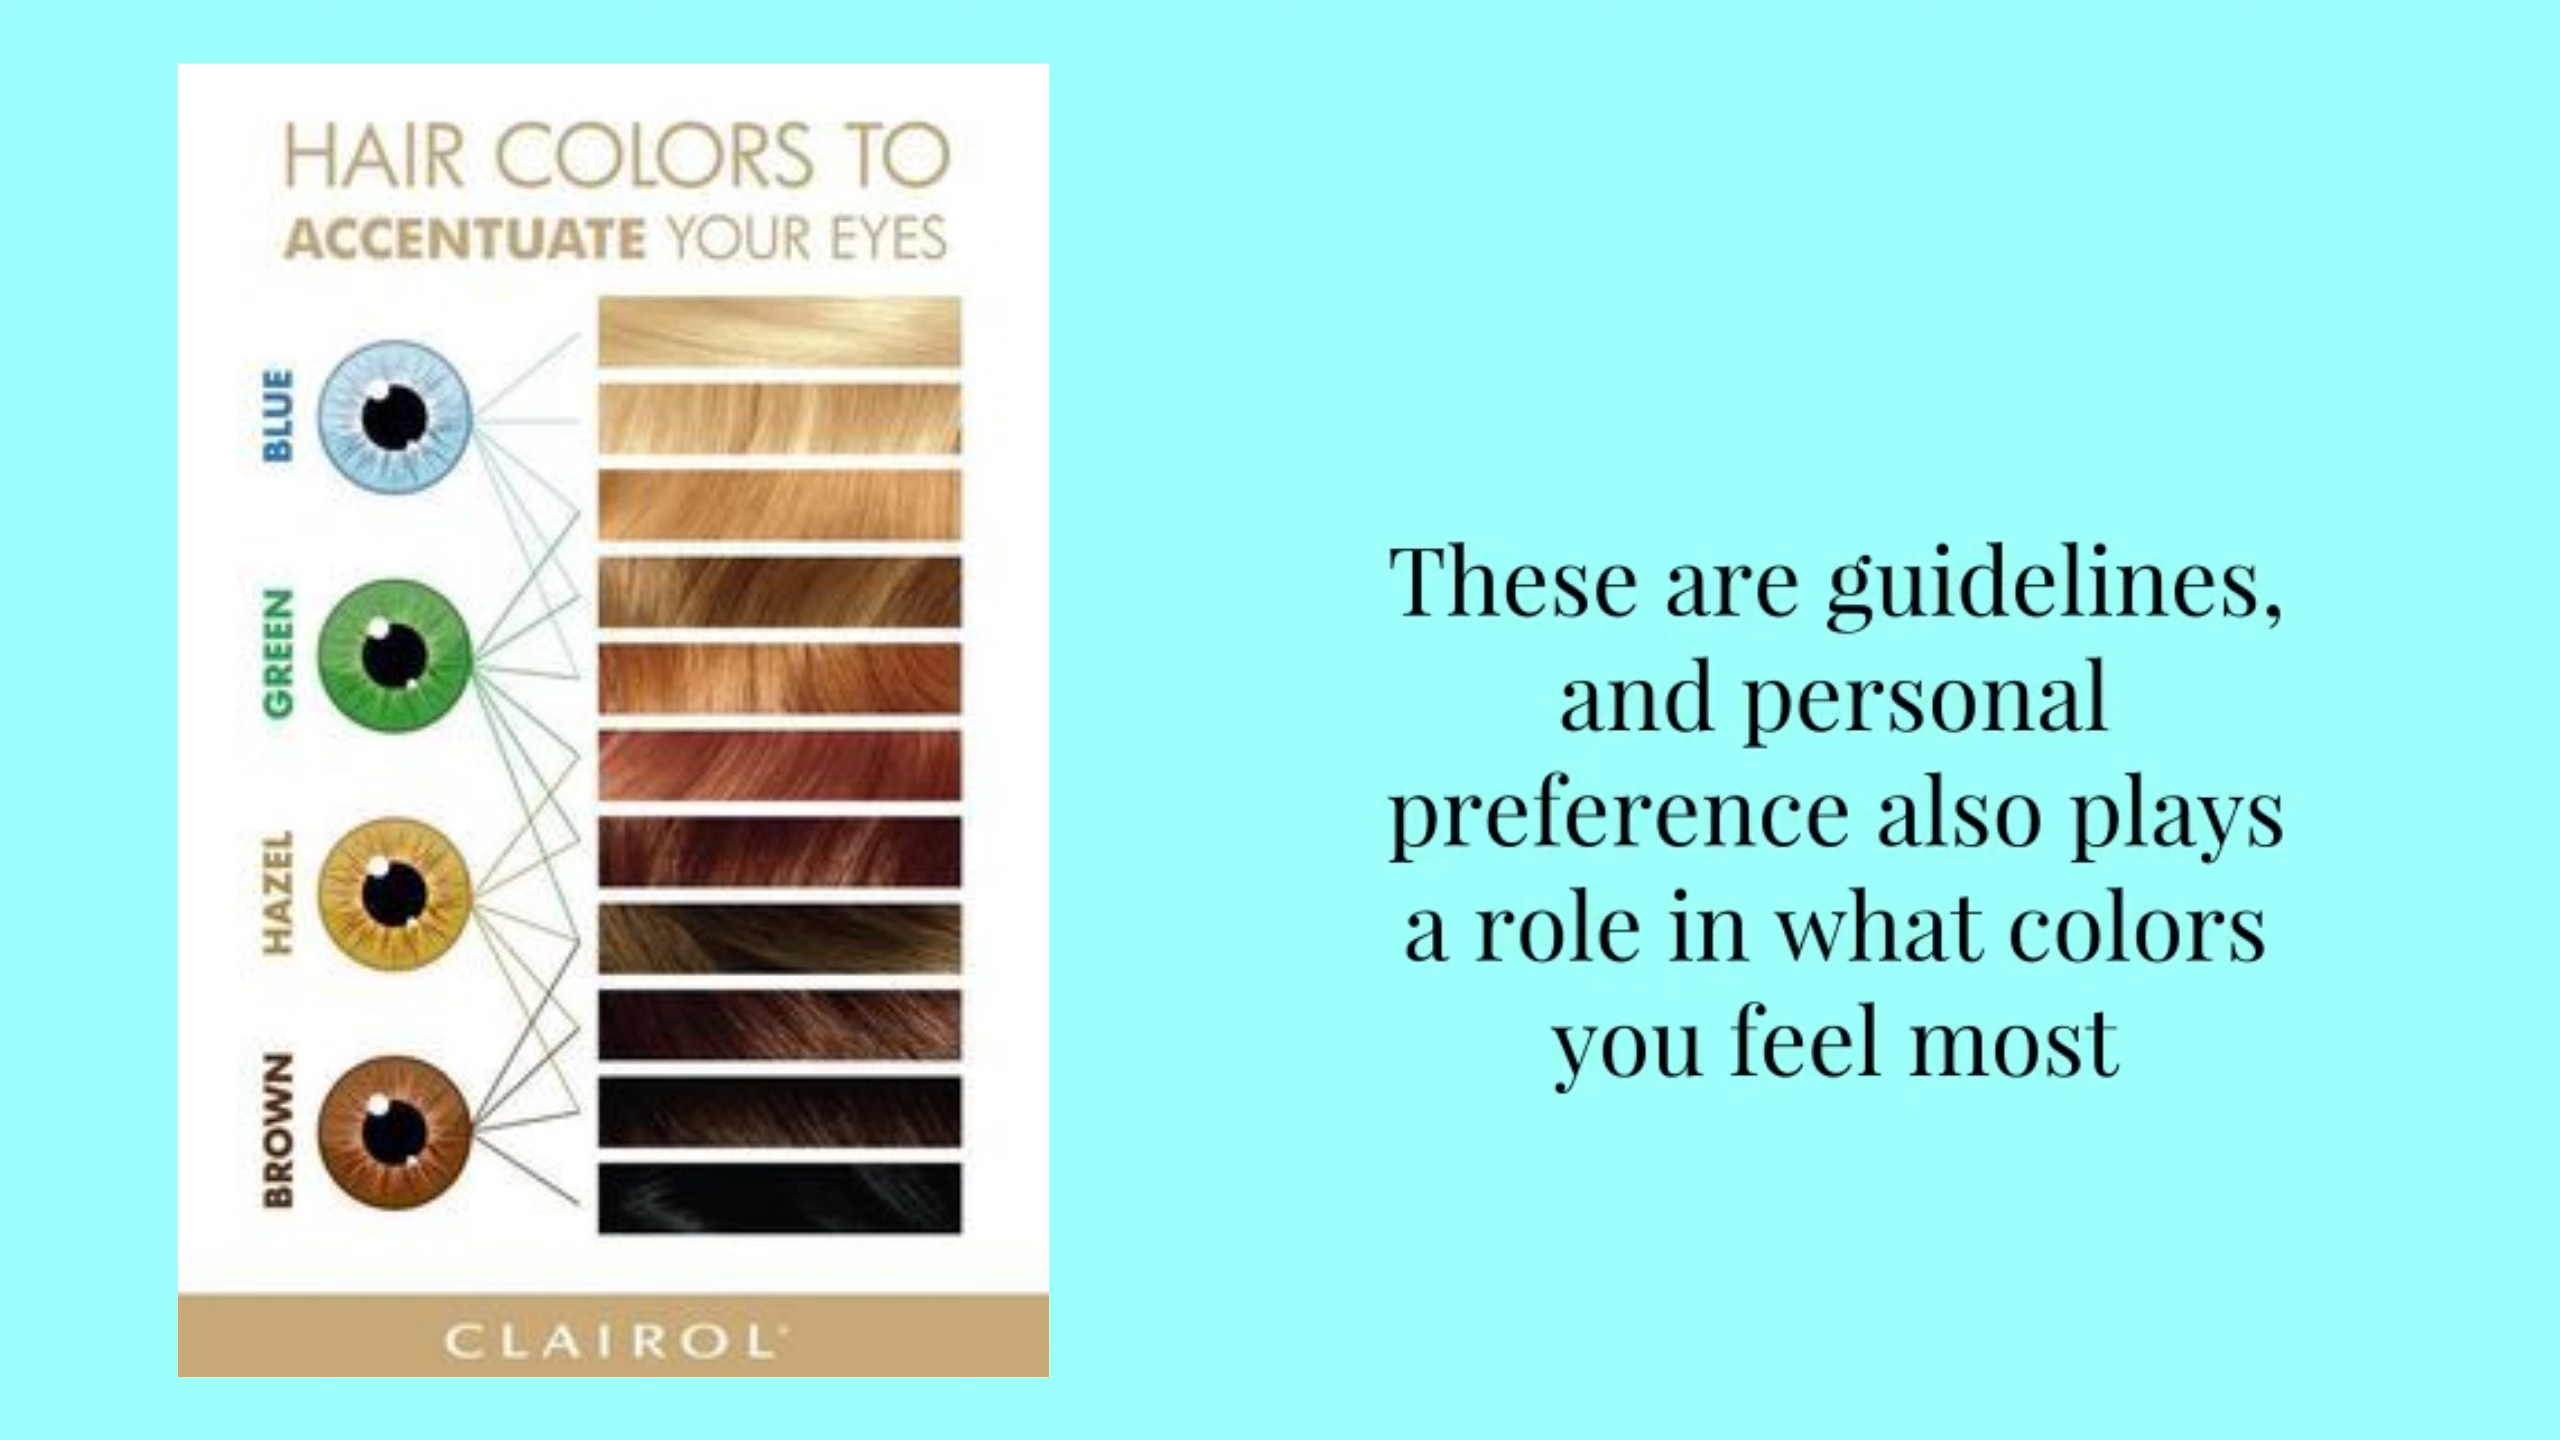 HAIR COLORS TO
ACCENTUATE YOUR EYES
BLUE
GREEN
HAZEL
BROWN
CLAIROL
These are guidelines,
and personal
preference also plays
a role in what colors
you feel most